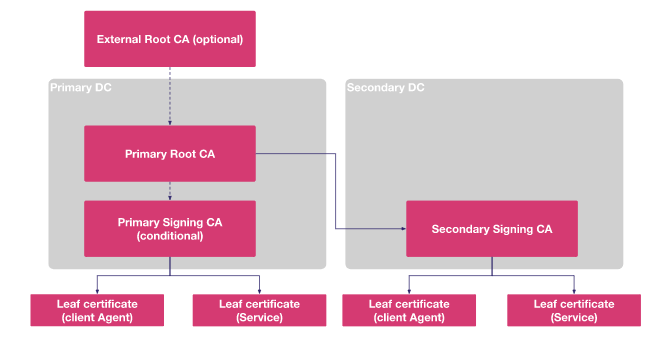 External Root CA (optional)
Primary DC
Secondary DC
Primary Root CA
Primary Signing CA
(conditional)
Secondary Signing CA
Leaf certificate
(client Agent)
Leaf certificate
(Service)
Leaf certificate
(client Agent)
Leaf certificate
(Service)